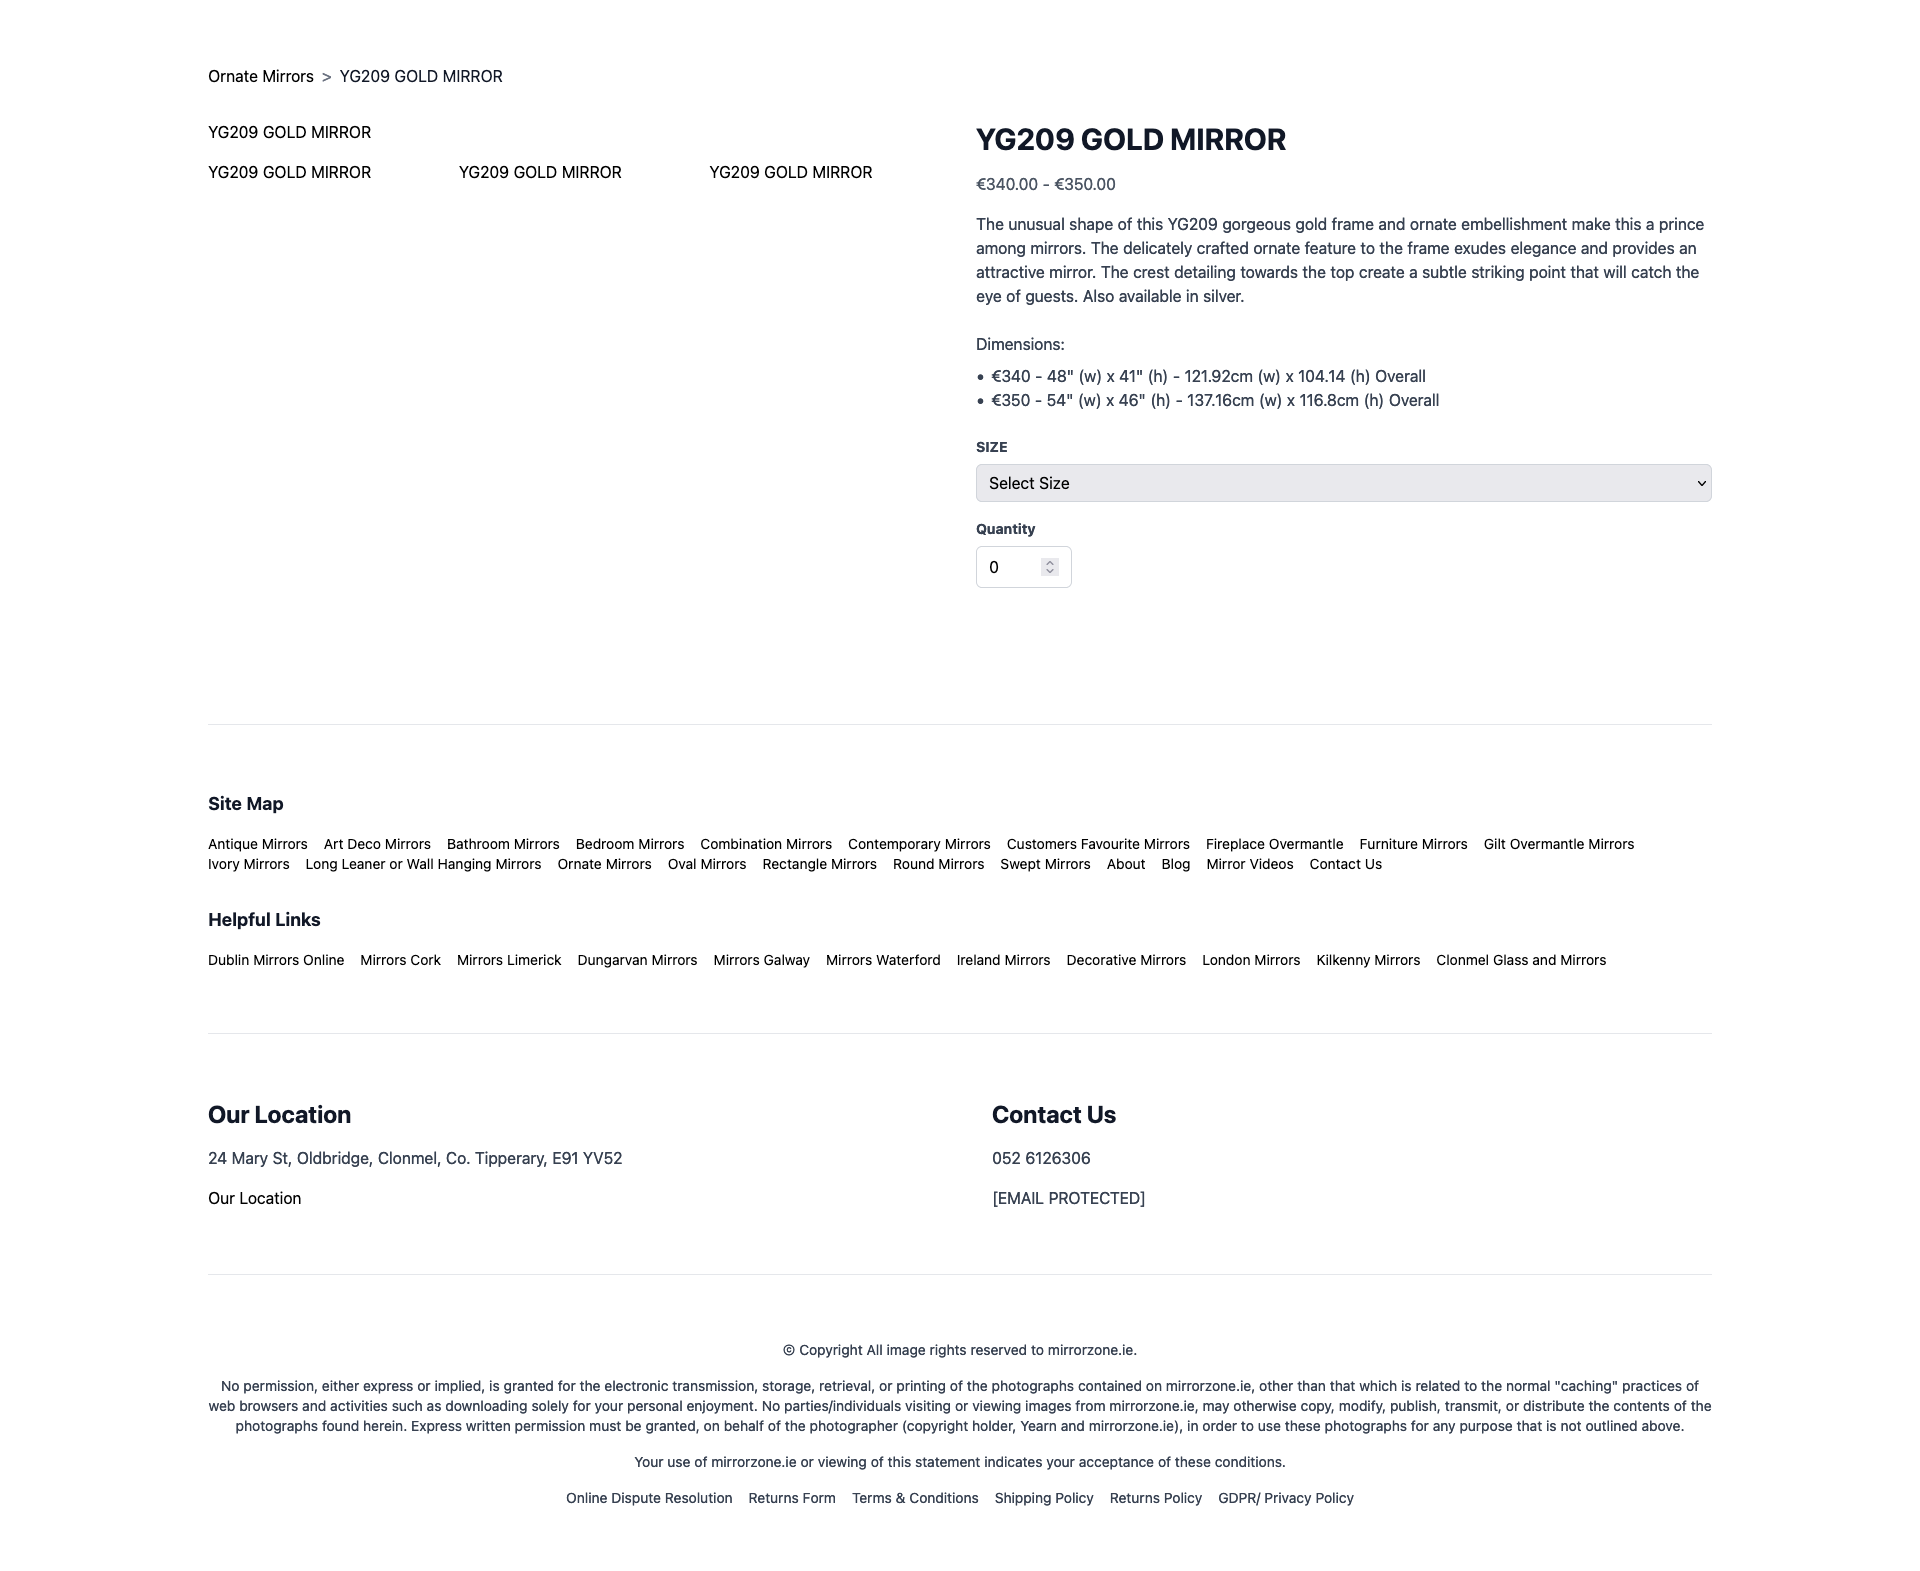 Ornate Mirrors > YG209 GOLD MIRROR
YG209 GOLD MIRROR
YG209 GOLD MIRROR YG209 GOLD MIRROR YG209 GOLD MIRROR
YG209 GOLD MIRROR
€340.00 - €350.00
The unusual shape of this YG209 gorgeous gold frame and ornate embellishment make this a prince
among mirrors. The delicately crafted ornate feature to the frame exudes elegance and provides an
attractive mirror. The crest detailing towards the top create a subtle striking point that will catch the
eye of guests. Also available in silver.
Dimensions:
• €340 - 48" (w) x 41" (h) - 121.92cm (w) x 104.14 (h) Overall
• €350 - 54" (w) x 46" (h) - 137.16cm (w) x 116.8cm (h) Overall
SIZE
Select Size
Quantity
0
Site Map
Antique Mirrors Art Deco Mirrors Bathroom Mirrors Bedroom Mirrors Combination Mirrors Contemporary Mirrors Customers Favourite Mirrors Fireplace Overmantle Furniture Mirrors Gilt Overmantle Mirrors
Ivory Mirrors Long Leaner or Wall Hanging Mirrors Ornate Mirrors Oval Mirrors Rectangle Mirrors Round Mirrors Swept Mirrors About Blog Mirror Videos Contact Us
Helpful Links
Dublin Mirrors Online Mirrors Cork Mirrors Limerick Dungarvan Mirrors Mirrors Galway Mirrors Waterford Ireland Mirrors Decorative Mirrors London Mirrors Kilkenny Mirrors Clonmel Glass and Mirrors
Our Location
24 Mary St, Oldbridge, Clonmel, Co. Tipperary, E91 YV52
Our Location
Contact Us
052 6126306
[EMAIL PROTECTED]
© Copyright All image rights reserved to mirrorzone.ie.
No permission, either express or implied, is granted for the electronic transmission, storage, retrieval, or printing of the photographs contained on mirrorzone.ie, other than that which is related to the normal "caching" practices of
web browsers and activities such as downloading solely for your personal enjoyment. No parties/individuals visiting or viewing images from mirrorzone.ie, may otherwise copy, modify, publish, transmit, or distribute the contents of the
photographs found herein. Express written permission must be granted, on behalf of the photographer (copyright holder, Yearn and mirrorzone.ie), in order to use these photographs for any purpose that is not outlined above.
Your use of mirrorzone.ie or viewing of this statement indicates your acceptance of these conditions.
Online Dispute Resolution Returns Form Terms & Conditions Shipping Policy Returns Policy GDPR/ Privacy Policy